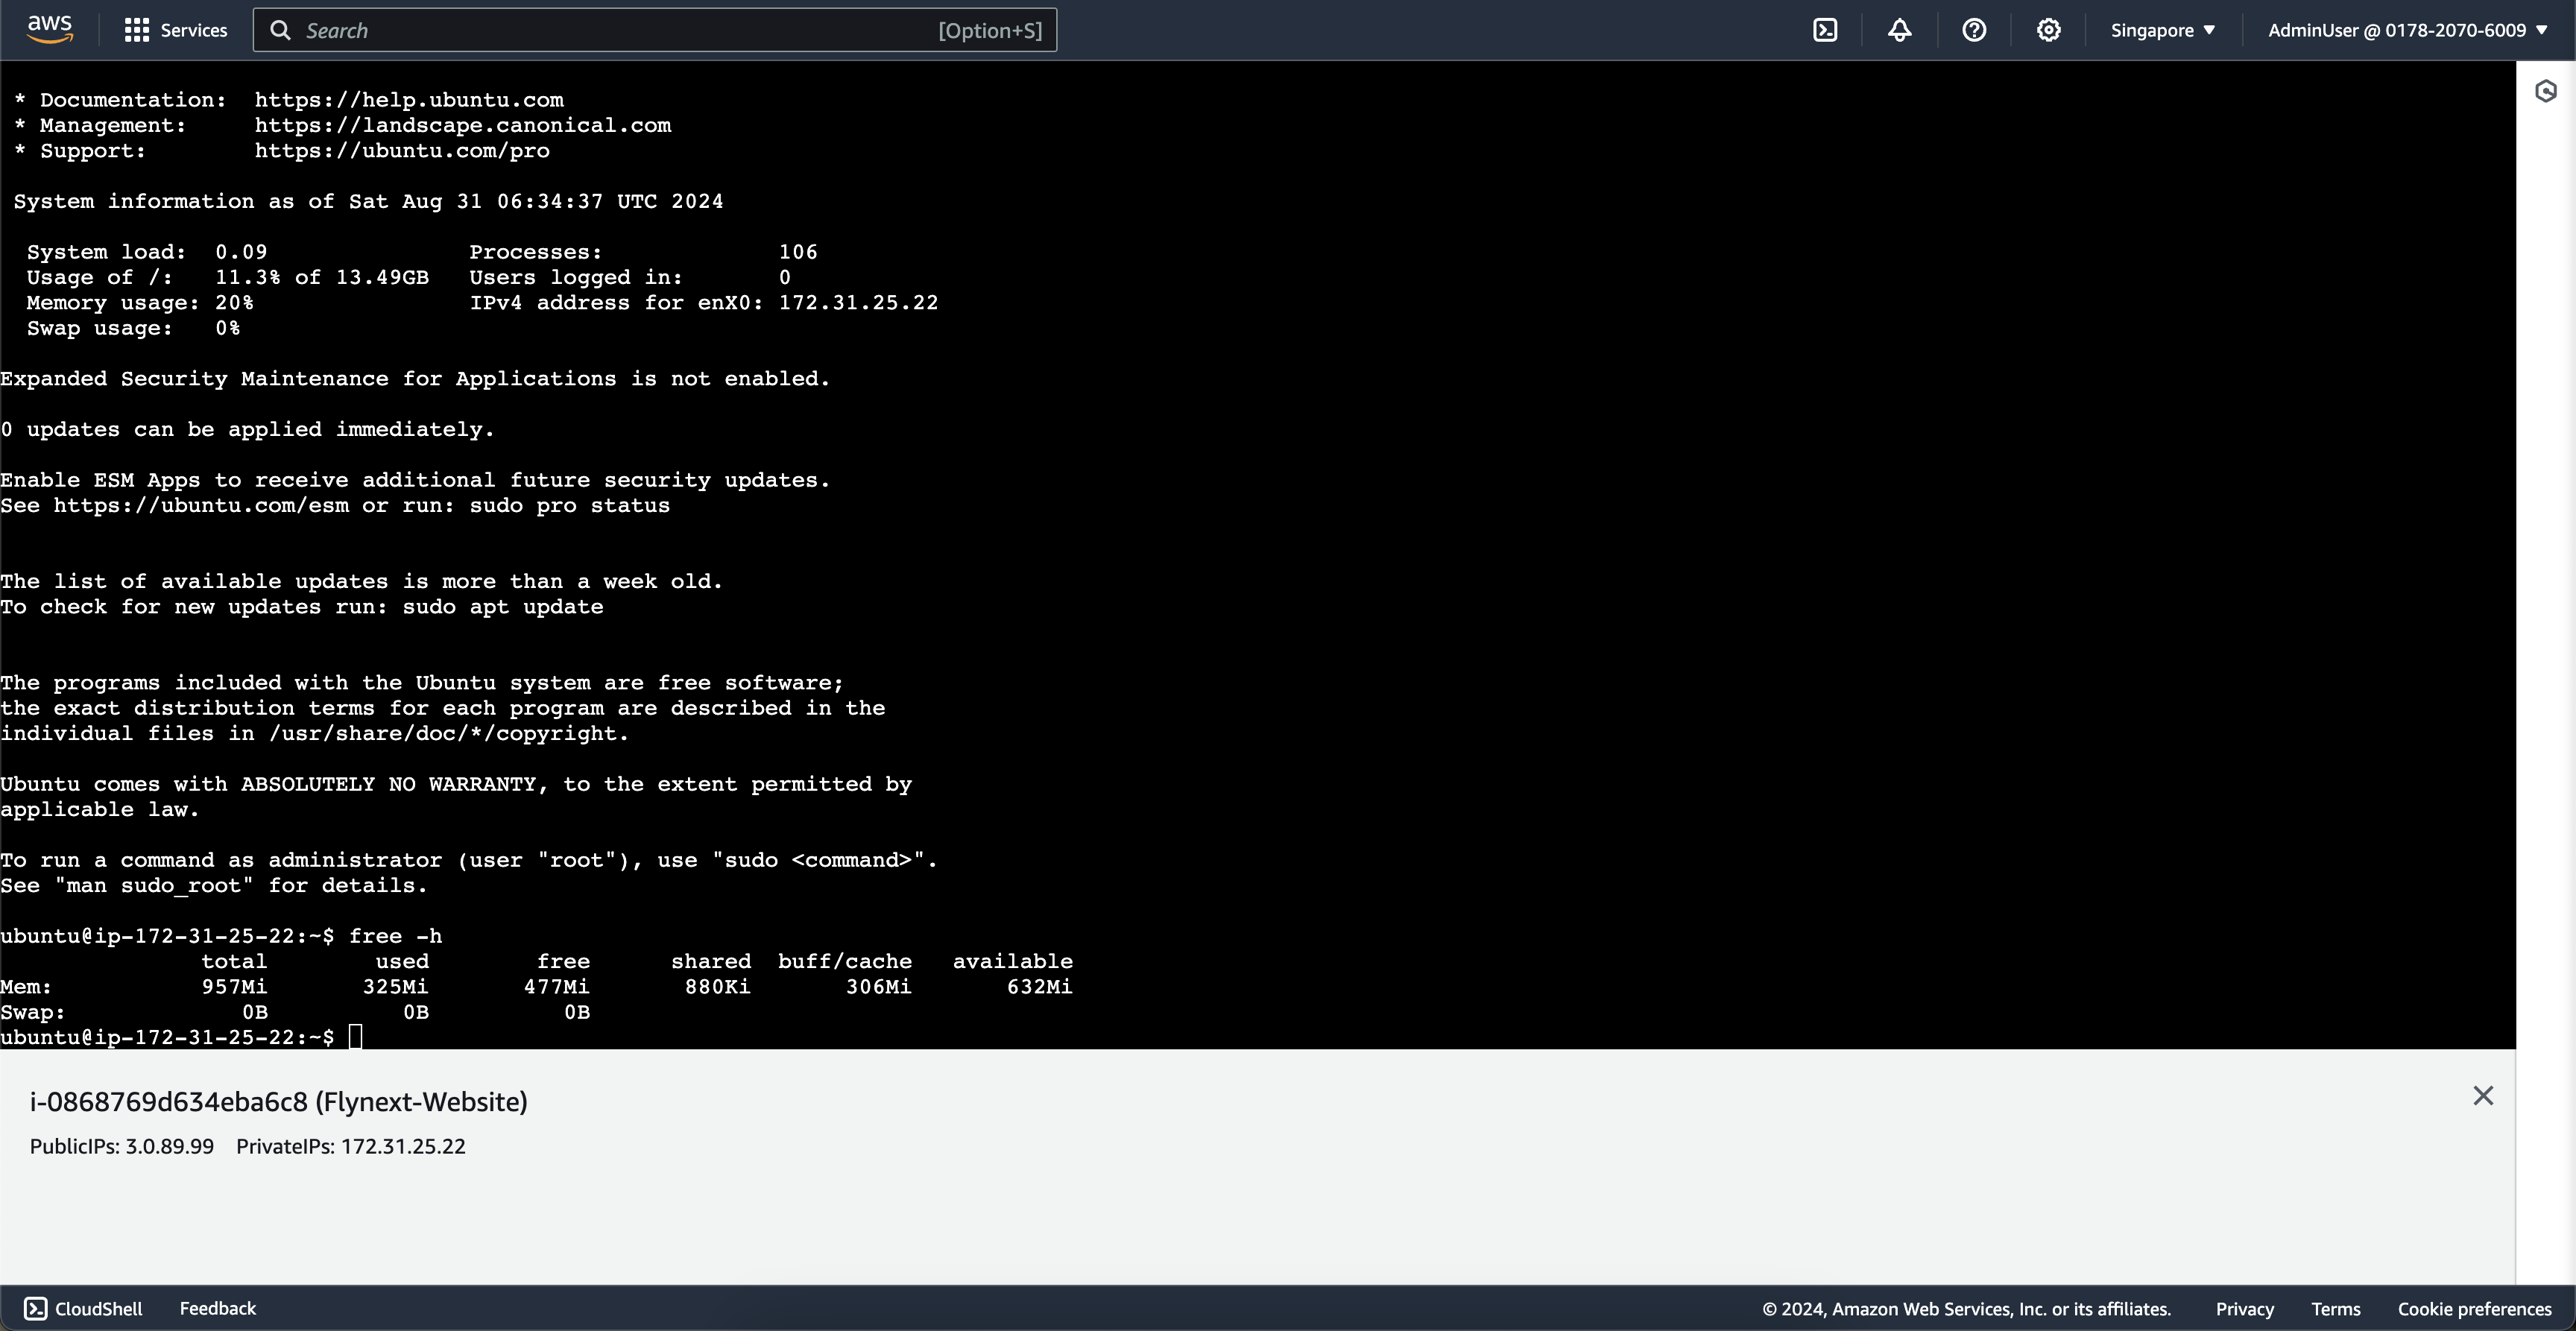 aws Services Search [Option+S] Singapore ▼ AdminUser @ 0178-2070-6009 ▼
* Documentation:  https://help.ubuntu.com
* Management:     https://landscape.canonical.com
* Support:        https://ubuntu.com/pro
System information as of Sat Aug 31 06:34:37 UTC 2024
System load:  0.09               Processes:             106
Usage of /:   11.3% of 13.49GB   Users logged in:       0
Memory usage: 20%                IPv4 address for enX0: 172.31.25.22
Swap usage:   0%
Expanded Security Maintenance for Applications is not enabled.
0 updates can be applied immediately.
Enable ESM Apps to receive additional future security updates.
See https://ubuntu.com/esm or run: sudo pro status
The list of available updates is more than a week old.
To check for new updates run: sudo apt update
The programs included with the Ubuntu system are free software;
the exact distribution terms for each program are described in the
individual files in /usr/share/doc/*/copyright.
Ubuntu comes with ABSOLUTELY NO WARRANTY, to the extent permitted by
applicable law.
To run a command as administrator (user "root"), use "sudo <command>".
See "man sudo_root" for details.
ubuntu@ip-172-31-25-22:~$ free -h
               total        used        free      shared  buff/cache   available
Mem:           957Mi       325Mi       477Mi       880Ki       306Mi       632Mi
Swap:             0B          0B          0B
ubuntu@ip-172-31-25-22:~$
i-0868769d634eba6c8 (Flynext-Website)
PublicIPs: 3.0.89.99 PrivateIPs: 172.31.25.22
CloudShell Feedback © 2024, Amazon Web Services, Inc. or its affiliates. Privacy Terms Cookie preferences